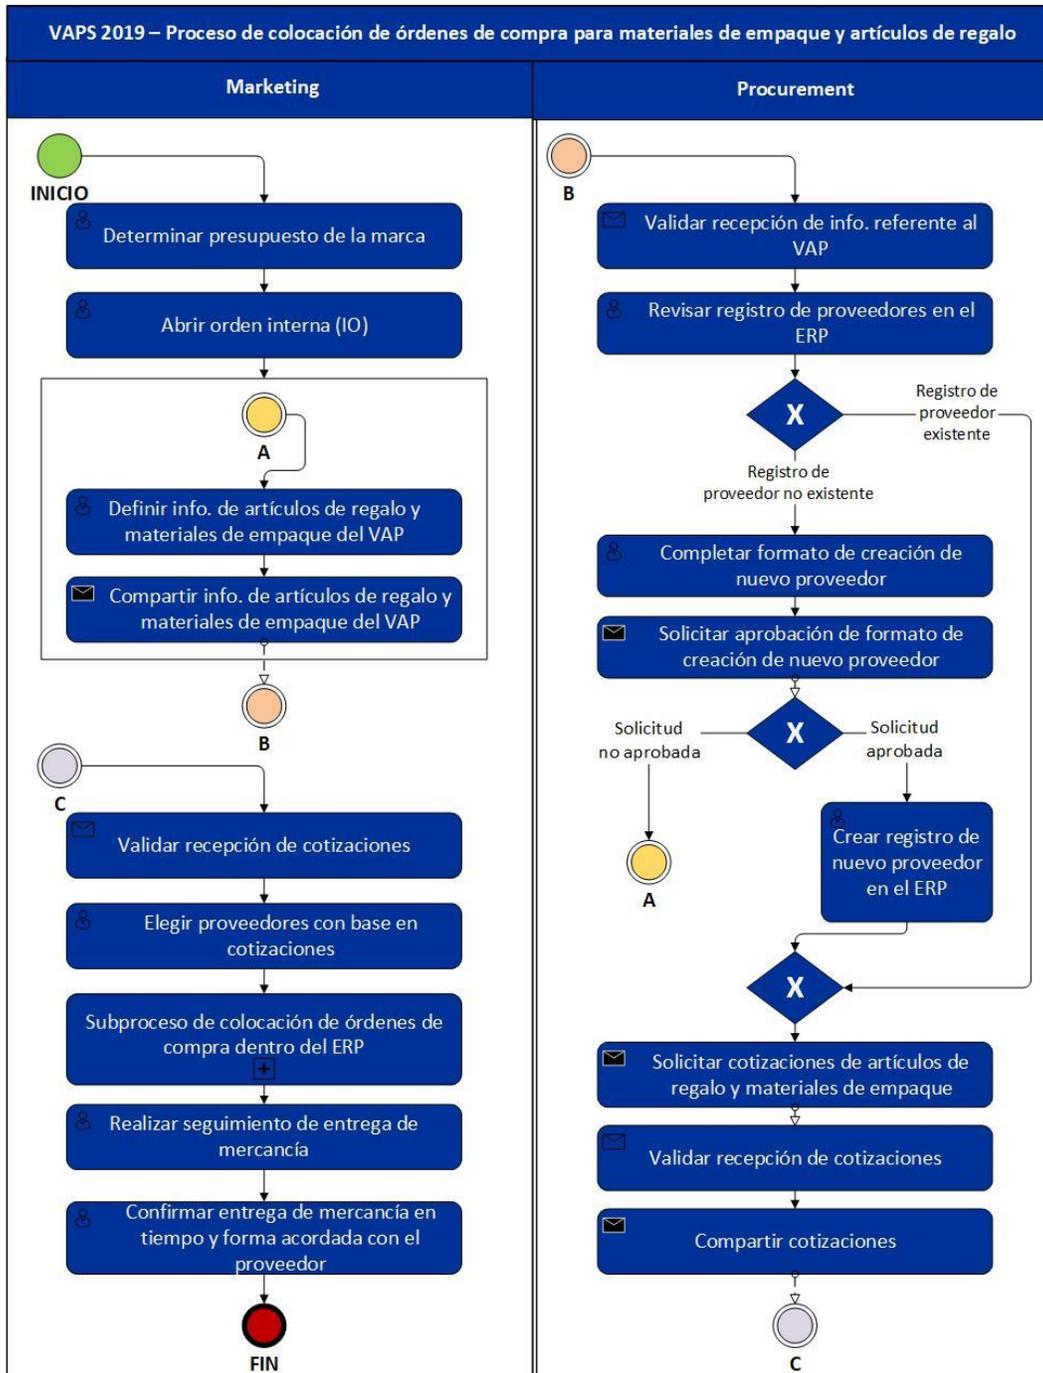 VAPS 2019 – Proceso de colocación de órdenes de compra para materiales de empaque y artículos de regalo
Marketing
INICIO
Determinar presupuesto de la marca
Abrir orden interna (IO)
A
Definir info. de artículos de regalo y
materiales de empaque del VAP
Compartir info. de artículos de regalo y
materiales de empaque del VAP
B
C
Validar recepción de cotizaciones
Elegir proveedores con base en
cotizaciones
Subproceso de colocación de órdenes de
compra dentro del ERP
+
Realizar seguimiento de entrega de
mercancía
Confirmar entrega de mercancía en
tiempo y forma acordada con el
proveedor
FIN
Procurement
B
Validar recepción de info. referente al
VAP
Revisar registro de proveedores en el
ERP
X
Registro de
proveedor
existente
Registro de
proveedor no existente
Completar formato de creación de
nuevo proveedor
Solicitar aprobación de formato de
creación de nuevo proveedor
X
Solicitud
no aprobada
Solicitud
aprobada
A
Crear registro de
nuevo proveedor
en el ERP
X
Solicitar cotizaciones de artículos de
regalo y materiales de empaque
Validar recepción de cotizaciones
Compartir cotizaciones
C